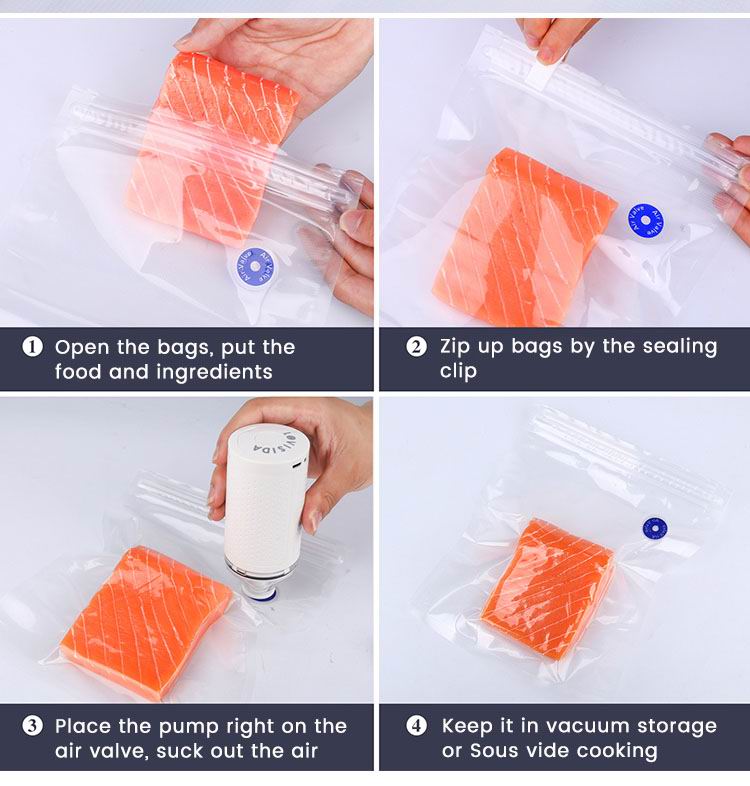 Air Valve Air Valve
❶ Open the bags, put the
food and ingredients
Air Valve Air Valve
❷ Zip up bags by the sealing
clip
LOVISIDA
❸ Place the pump right on the
air valve, suck out the air
❹ Keep it in vacuum storage
or Sous vide cooking